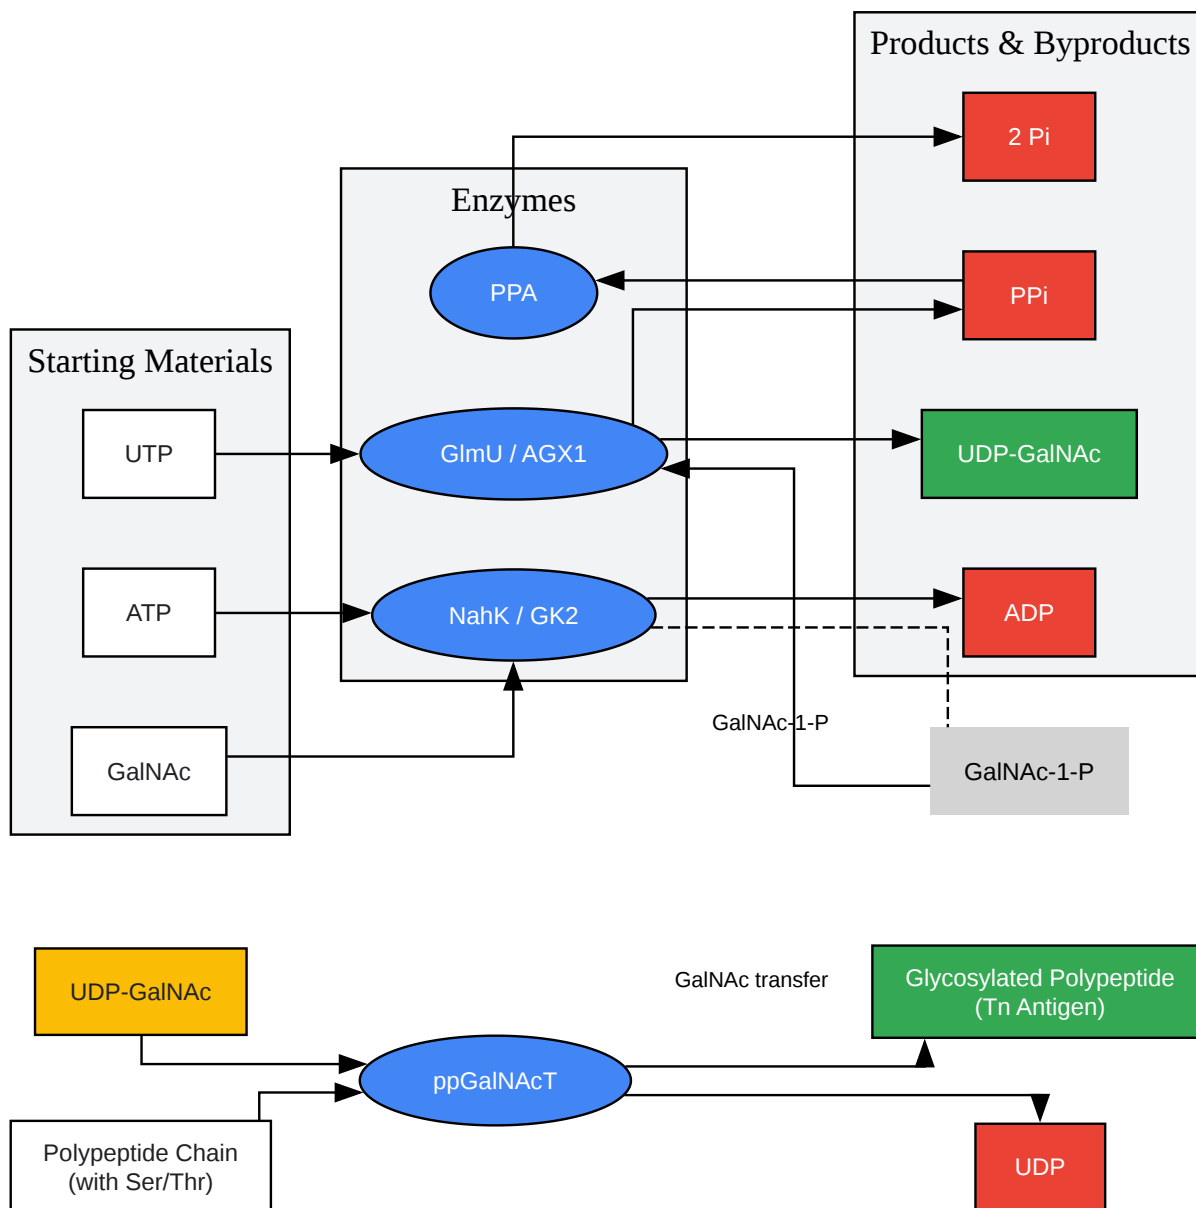 Products & Byproducts
2 Pi
Enzymes
PPA
PPi
Starting Materials
UTP
GlmU / AGX1
UDP-GalNAc
ATP
NahK / GK2
ADP
GalNAc-1-P
GalNAc
GalNAc-1-P
UDP-GalNAc
GalNAc transfer
Glycosylated Polypeptide
(Tn Antigen)
ppGalNAcT
Polypeptide Chain
(with Ser/Thr)
UDP